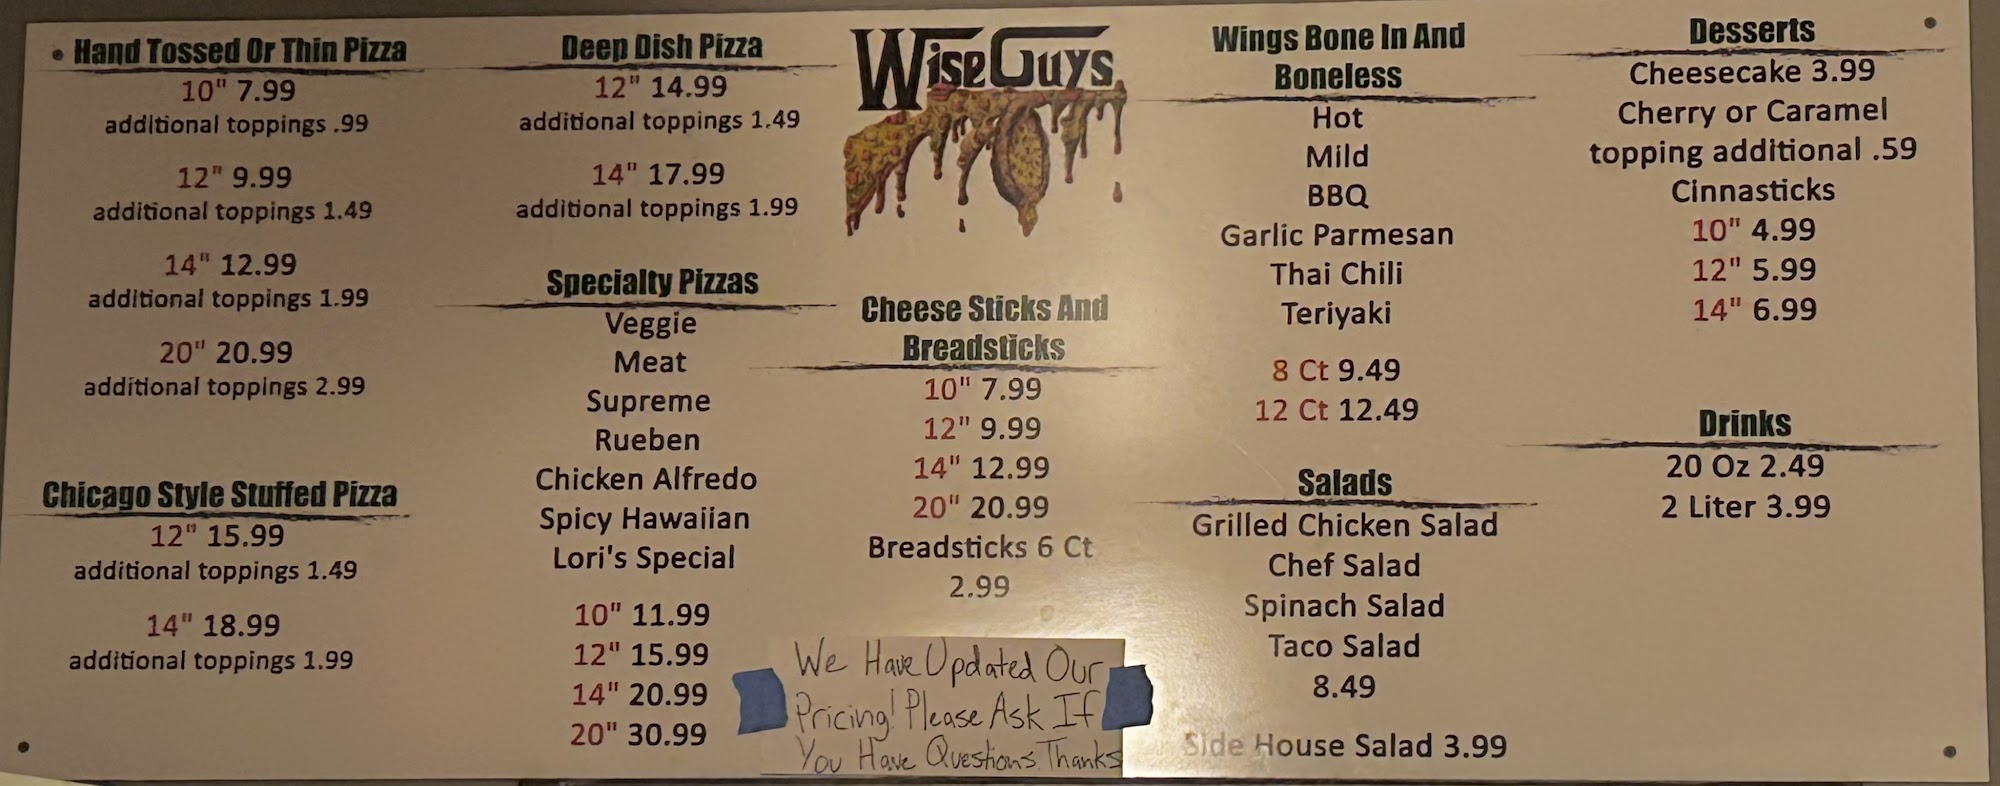 Hand Tossed Or Thin Pizza
10" 7.99
additional toppings .99
12" 9.99
additional toppings 1.49
14" 12.99
additional toppings 1.99
20" 20.99
additional toppings 2.99
Chicago Style Stuffed Pizza
12" 15.99
additional toppings 1.49
14" 18.99
additional toppings 1.99
Deep Dish Pizza
12" 14.99
additional toppings 1.49
14" 17.99
additional toppings 1.99
Specialty Pizzas
Veggie
Meat
Supreme
Rueben
Chicken Alfredo
Spicy Hawaiian
Lori's Special
10" 11.99
12" 15.99
14" 20.99
20" 30.99
WiseGuys
Cheese Sticks And
Breadsticks
10" 7.99
12" 9.99
14" 12.99
20" 20.99
Breadsticks 6 Ct
2.99
We Have Updated Our
Pricing! Please Ask If
You Have Questions Thanks
Wings Bone In And
Boneless
Hot
Mild
BBQ
Garlic Parmesan
Thai Chili
Teriyaki
8 Ct 9.49
12 Ct 12.49
Salads
Grilled Chicken Salad
Chef Salad
Spinach Salad
Taco Salad
8.49
Side House Salad 3.99
Desserts
Cheesecake 3.99
Cherry or Caramel
topping additional .59
Cinnasticks
10" 4.99
12" 5.99
14" 6.99
Drinks
20 Oz 2.49
2 Liter 3.99